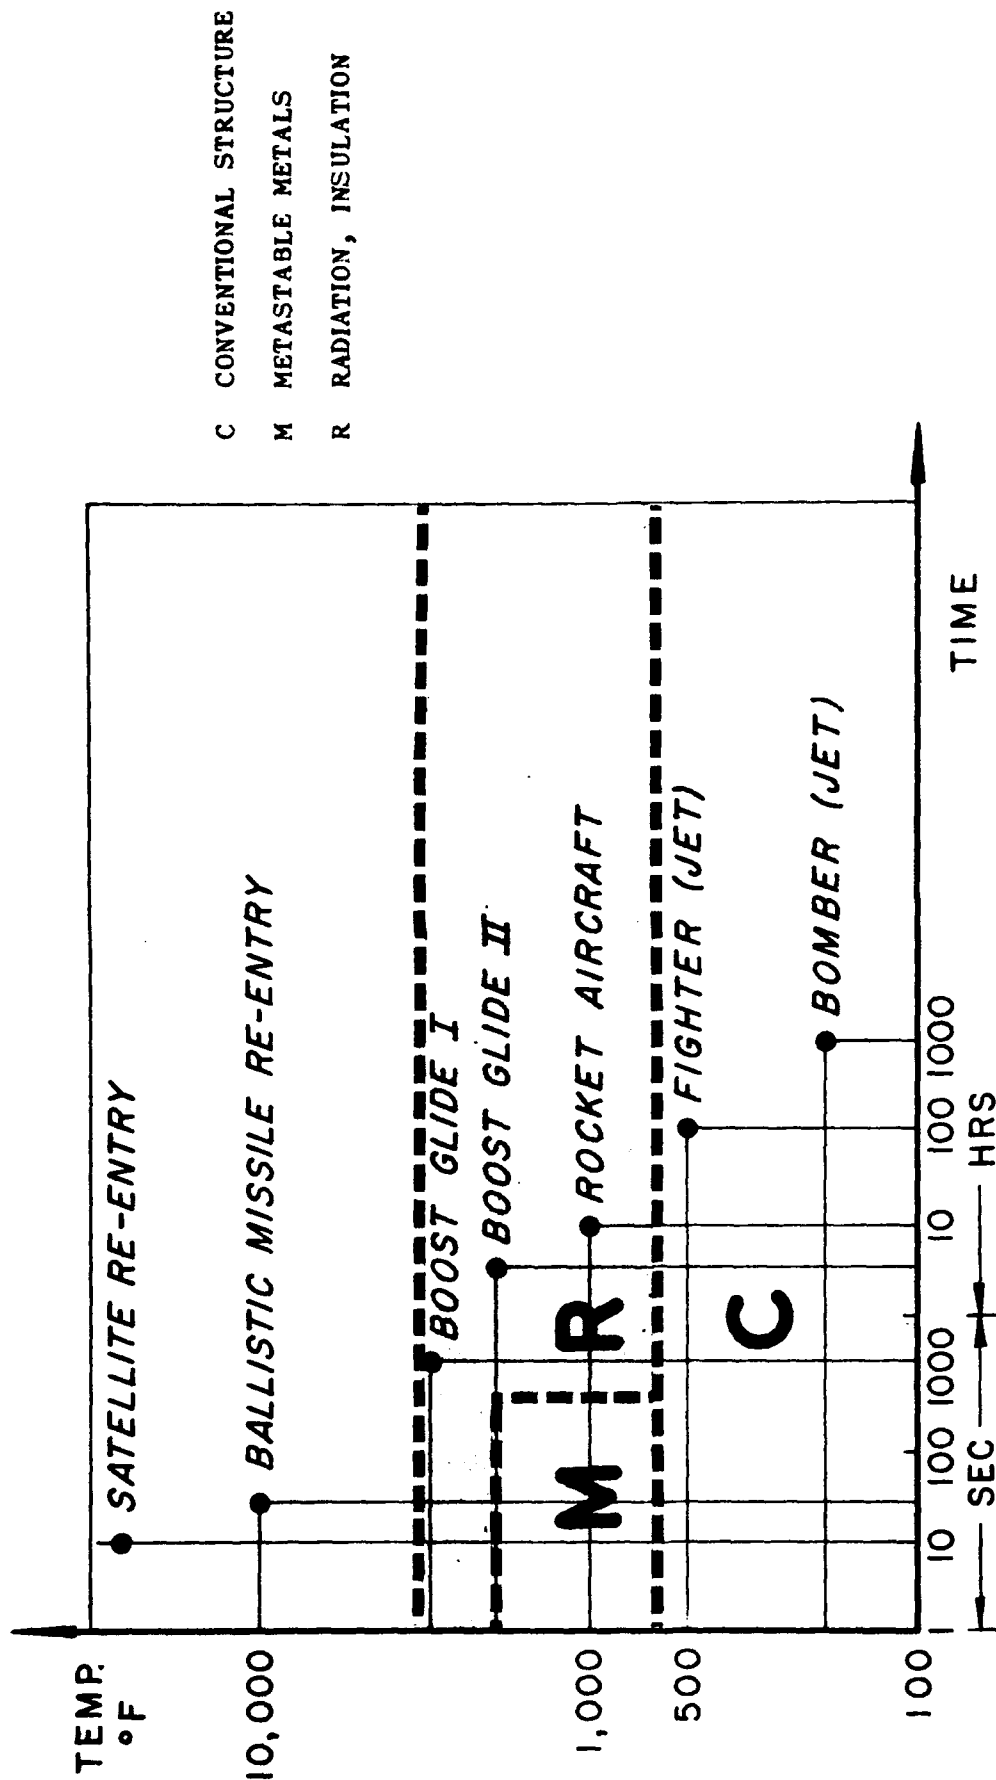 TEMP.
°F
10,000
1,000
500
100
SATELLITE RE-ENTRY
BALLISTIC MISSILE RE-ENTRY
BOOST GLIDE I
BOOST GLIDE II
ROCKET AIRCRAFT
FIGHTER (JET)
BOMBER (JET)
M
R
C
1 10 100 1000 10 100 1000
SEC
HRS
TIME
C CONVENTIONAL STRUCTURE
M METASTABLE METALS
R RADIATION, INSULATION